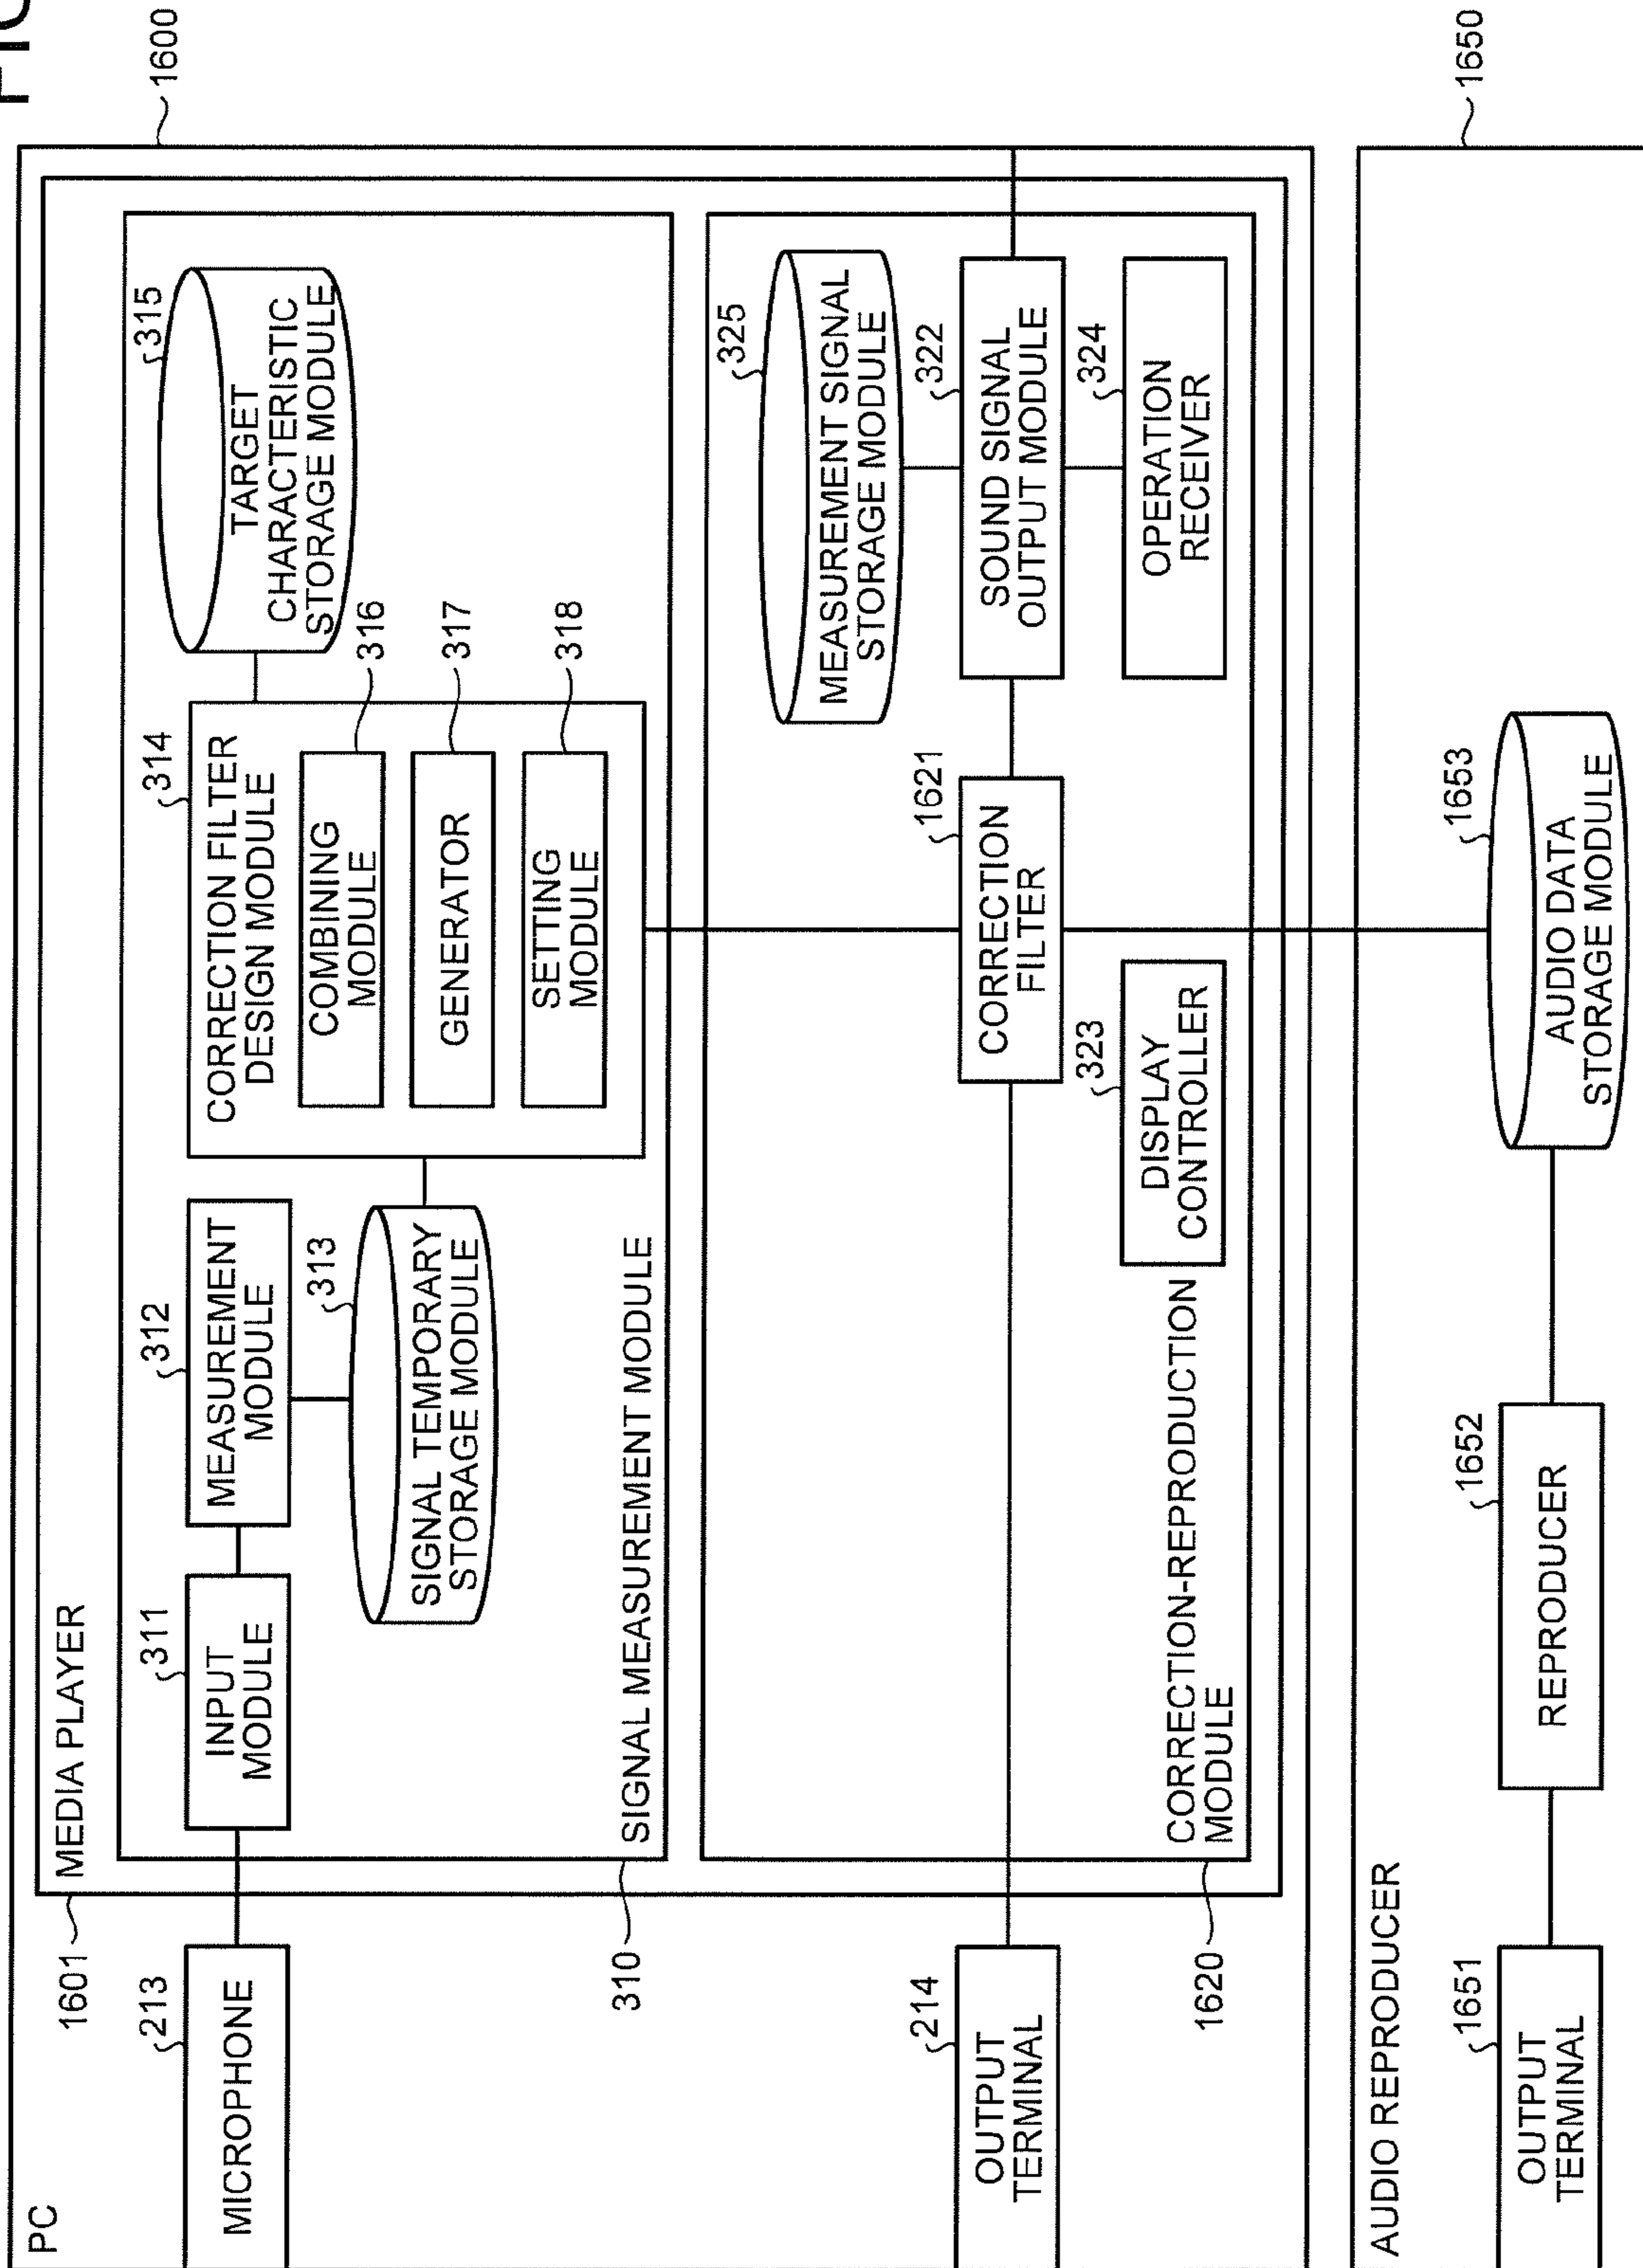 FIG
1600
PC
1601
MEDIA PLAYER
213
MICROPHONE
311
INPUT
MODULE
312
MEASUREMENT
MODULE
313
SIGNAL TEMPORARY
STORAGE MODULE
314
CORRECTION FILTER
DESIGN MODULE
COMBINING
MODULE
316
GENERATOR
317
SETTING
MODULE
318
315
TARGET
CHARACTERISTIC
STORAGE MODULE
310
SIGNAL MEASUREMENT MODULE
325
MEASUREMENT SIGNAL
STORAGE MODULE
214
OUTPUT
TERMINAL
1621
CORRECTION
FILTER
322
SOUND SIGNAL
OUTPUT MODULE
323
DISPLAY
CONTROLLER
324
OPERATION
RECEIVER
1620
CORRECTION-REPRODUCTION
MODULE
1650
AUDIO REPRODUCER
1651
OUTPUT
TERMINAL
1652
REPRODUCER
1653
AUDIO DATA
STORAGE MODULE